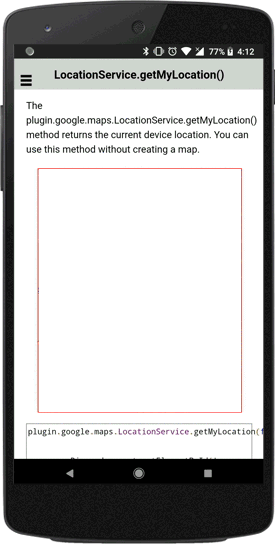 77% 4:12
LocationService.getMyLocation()
The
plugin.google.maps.LocationService.getMyLocation()
method returns the current device location. You can
use this method without creating a map.
plugin.google.maps.LocationService.getMyLocation(f